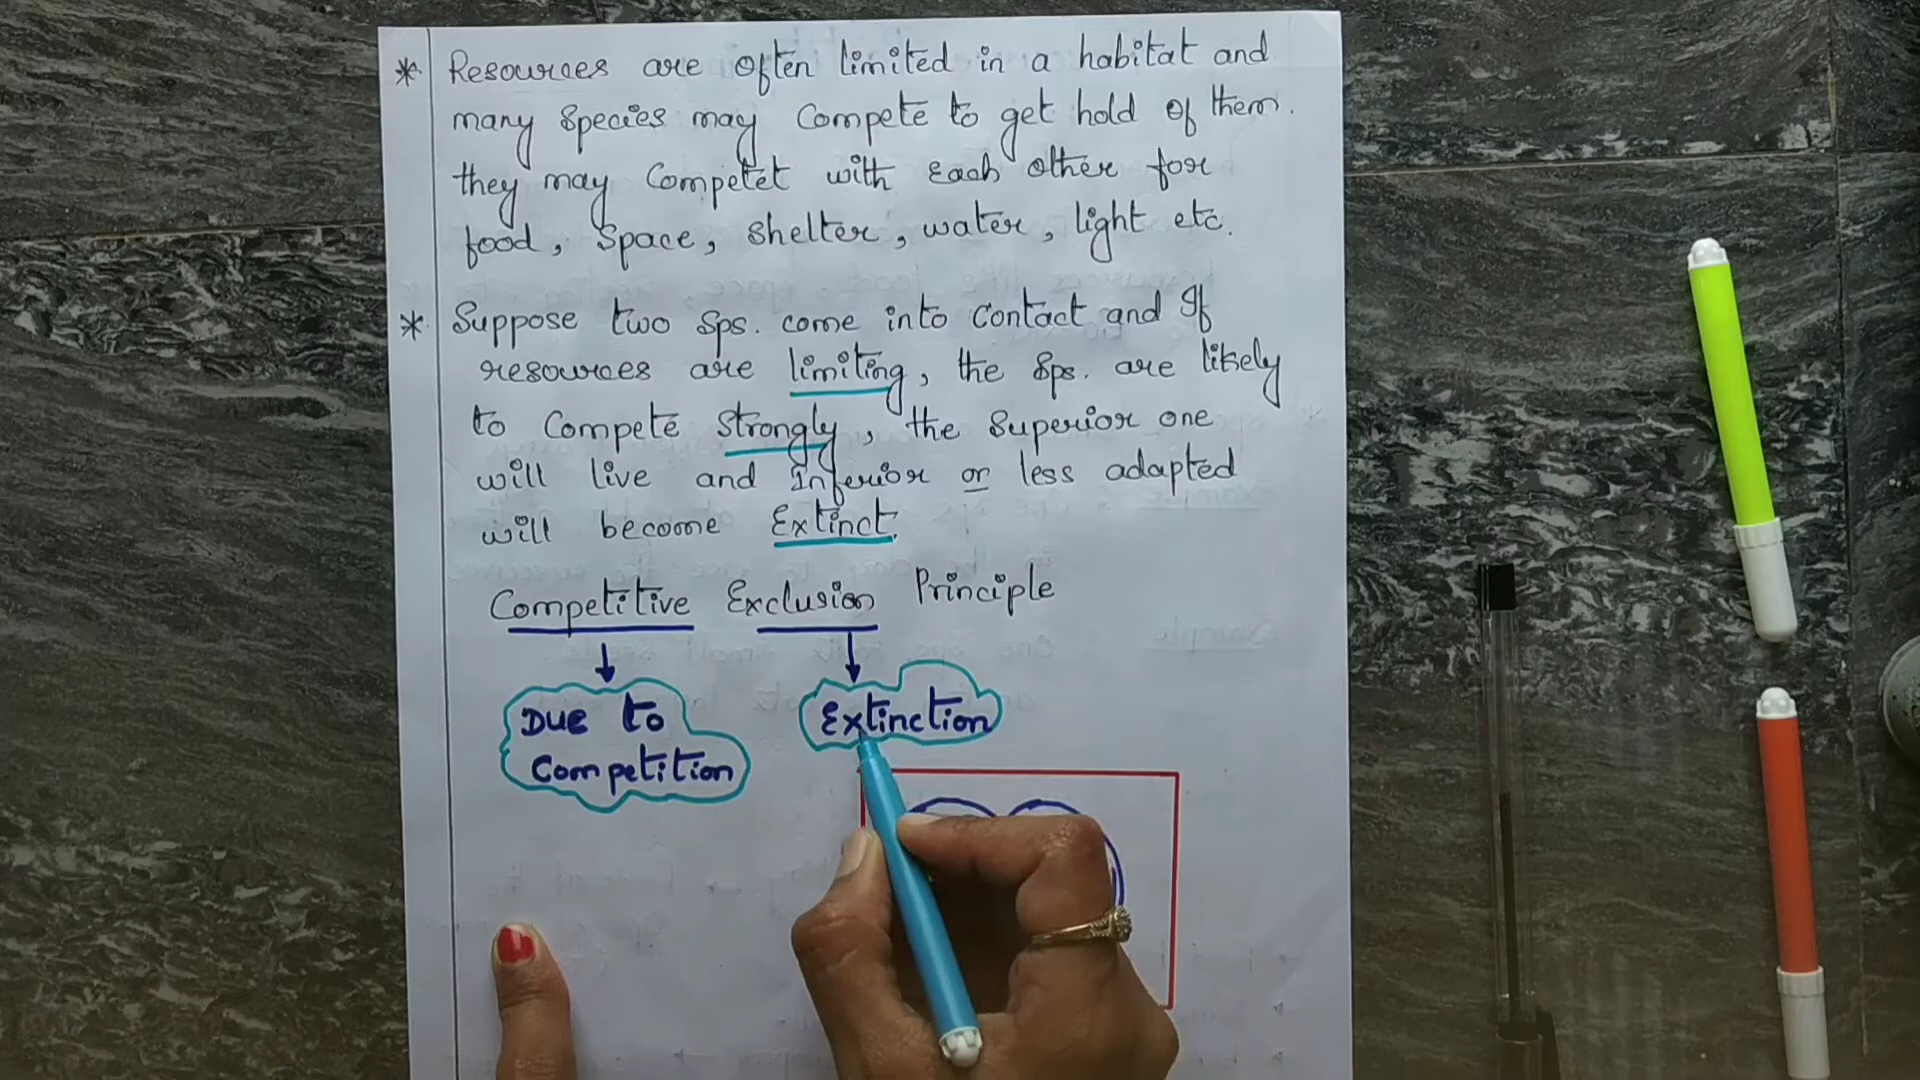 * Resources are often limited in a habitat and
many species may compete to get hold of them.
they may competet with each other for
food, space, shelter, water, light etc.
* Suppose two sps. come into contact and If
resources are limiting, the sps. are likely
to compete strongly, the superior one
will live and Inferior or less adapted
will become Extinct.
Competitive Exclusion Principle
Due to
Competition
Extinction